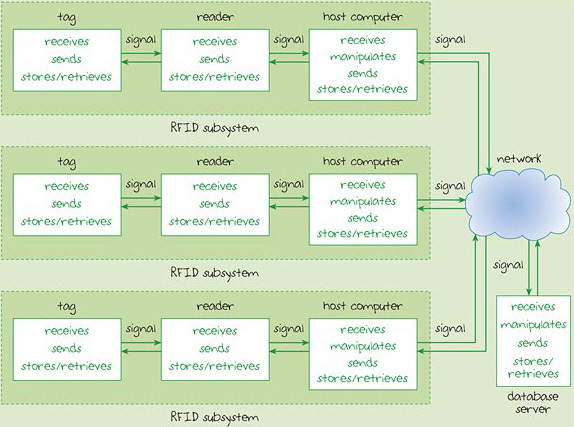 tag
reader
host computer
receives
sends
stores/retrieves
signal
receives
sends
stores/retrieves
signal
receives
manipulates
sends
stores/retrieves
signal
RFID subsystem
network
tag
reader
host computer
receives
sends
stores/retrieves
signal
receives
sends
stores/retrieves
signal
receives
manipulates
sends
stores/retrieves
signal
RFID subsystem
signal
tag
reader
host computer
receives
sends
stores/retrieves
signal
receives
sends
stores/retrieves
signal
receives
manipulates
sends
stores/retrieves
signal
RFID subsystem
receives
manipulates
sends
stores/
retrieves
database
server